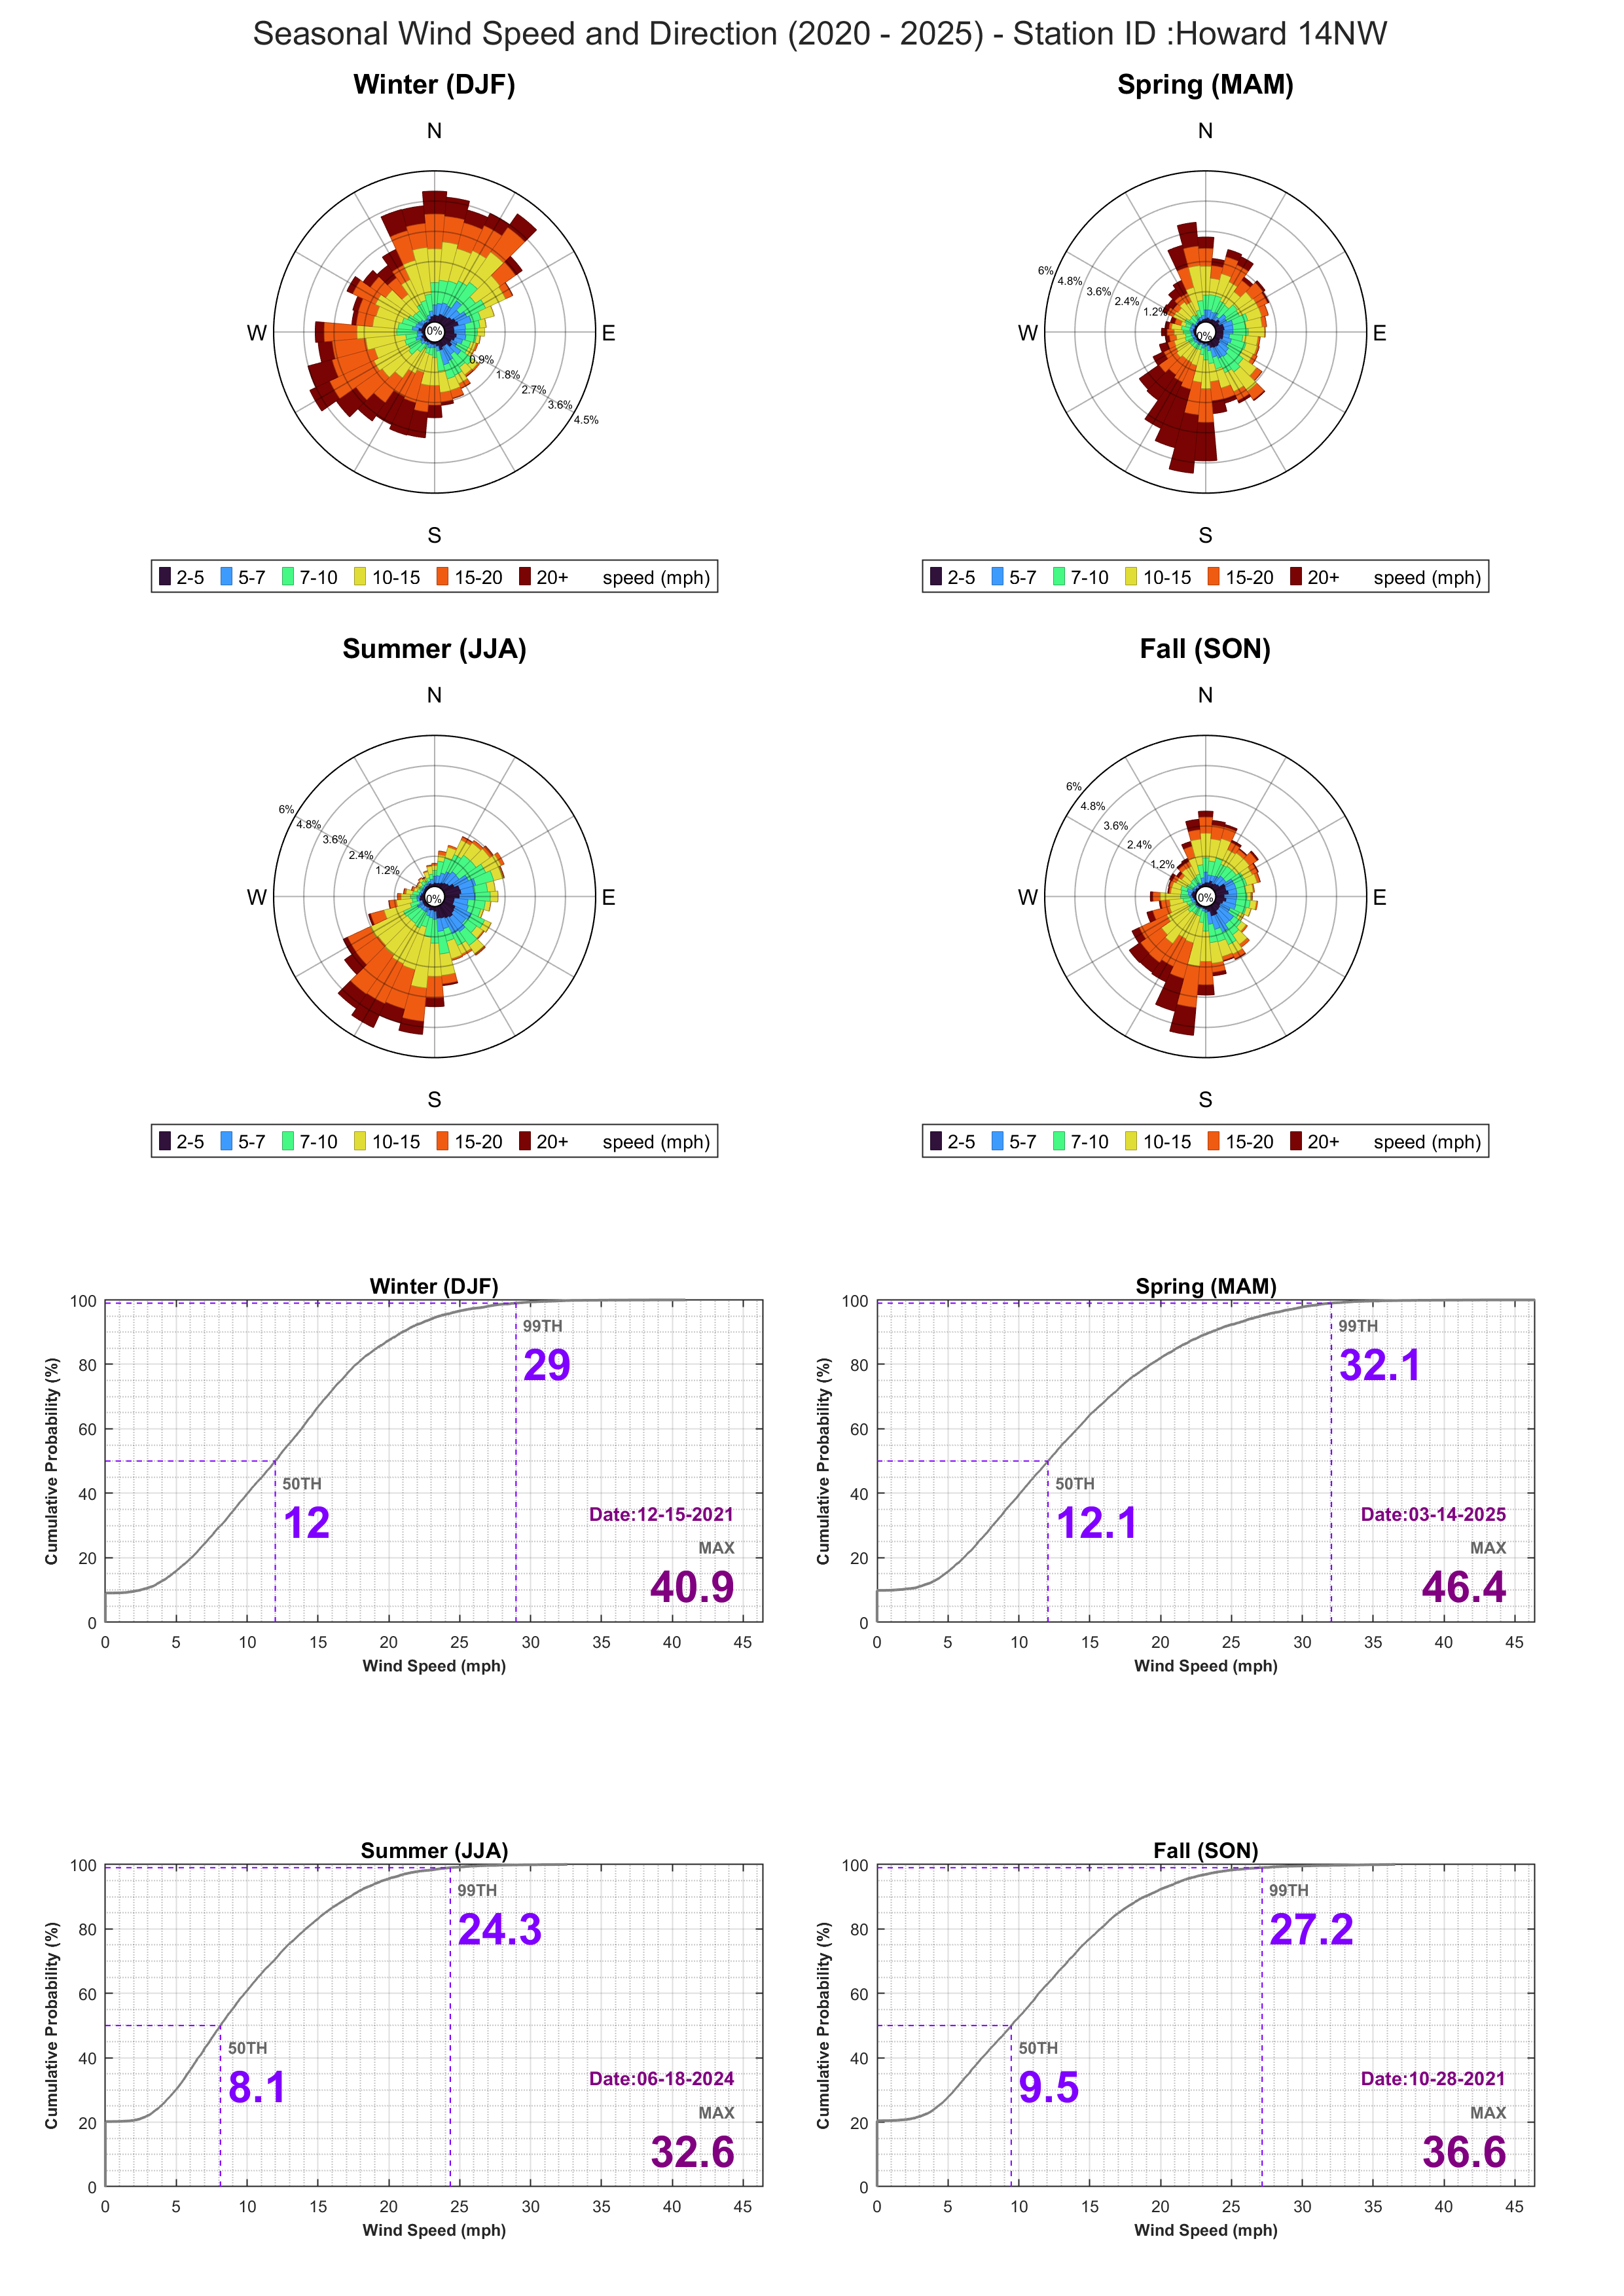 Seasonal Wind Speed and Direction (2020 - 2025) - Station ID :Howard 14NW
Winter (DJF)
N
W
E
S
0%
0.9%
1.8%
2.7%
3.6%
4.5%
2-5 5-7 7-10 10-15 15-20 20+ speed (mph)
Spring (MAM)
N
W
E
S
6%
4.8%
3.6%
2.4%
1.2%
0%
2-5 5-7 7-10 10-15 15-20 20+ speed (mph)
Summer (JJA)
N
W
E
S
6%
4.8%
3.6%
2.4%
1.2%
0%
2-5 5-7 7-10 10-15 15-20 20+ speed (mph)
Fall (SON)
N
W
E
S
6%
4.8%
3.6%
2.4%
1.2%
0%
2-5 5-7 7-10 10-15 15-20 20+ speed (mph)
Winter (DJF)
Cumulative Probability (%)
100
80
60
40
20
0
99TH
29
50TH
12
Date:12-15-2021
MAX
40.9
0 5 10 15 20 25 30 35 40 45
Wind Speed (mph)
Spring (MAM)
Cumulative Probability (%)
100
80
60
40
20
0
99TH
32.1
50TH
12.1
Date:03-14-2025
MAX
46.4
0 5 10 15 20 25 30 35 40 45
Wind Speed (mph)
Summer (JJA)
Cumulative Probability (%)
100
80
60
40
20
0
99TH
24.3
50TH
8.1
Date:06-18-2024
MAX
32.6
0 5 10 15 20 25 30 35 40 45
Wind Speed (mph)
Fall (SON)
Cumulative Probability (%)
100
80
60
40
20
0
99TH
27.2
50TH
9.5
Date:10-28-2021
MAX
36.6
0 5 10 15 20 25 30 35 40 45
Wind Speed (mph)